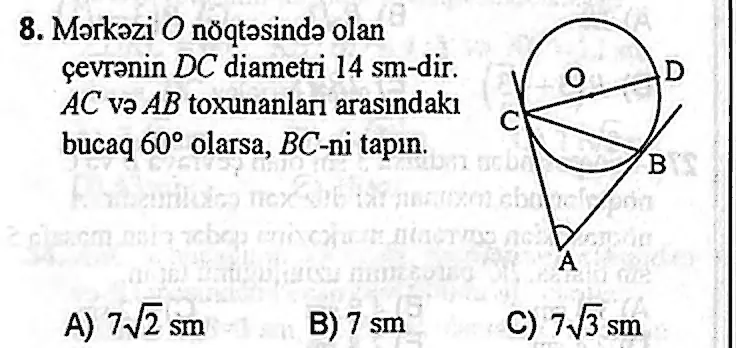 8. Mərkəzi O nöqtəsində olan
çevrənin DC diametri 14 sm-dir.
AC və AB toxunanları arasındakı
bucaq 60° olarsa, BC-ni tapın.
O
D
C
B
A
A) 7√2 sm B) 7 sm C) 7√3 sm